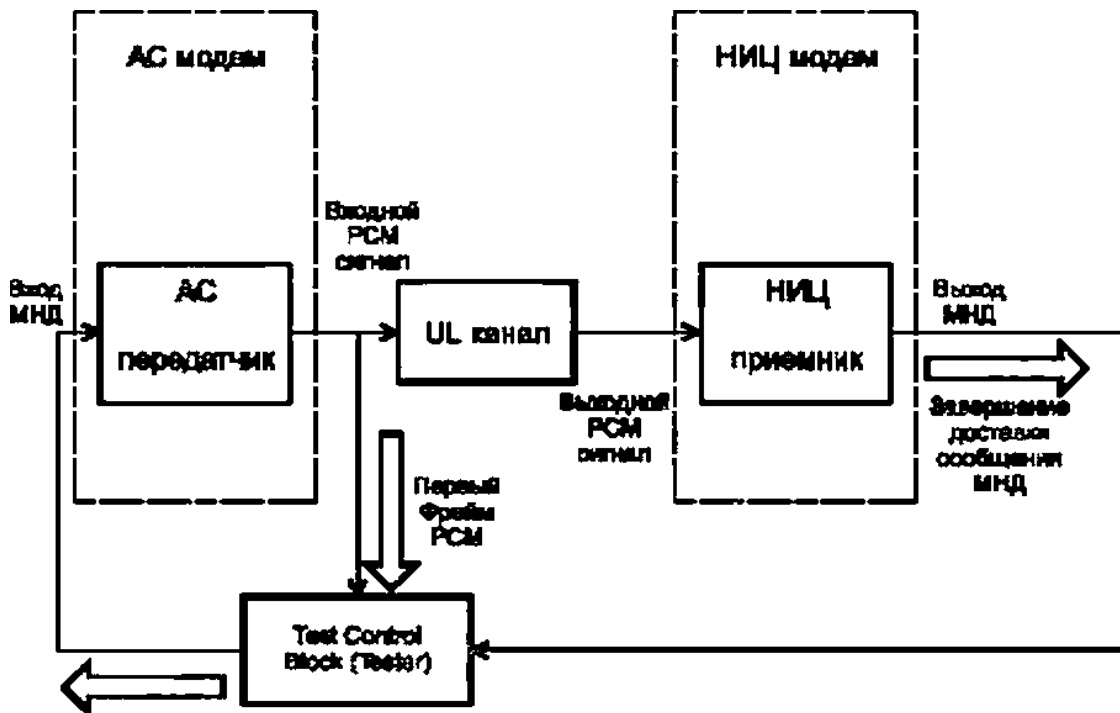 АС модем
НИЦ модем
Входной
PCM
сигнал
Вход
МНД
АС
передатчик
UL канал
НИЦ
приемник
Выход
МНД
Выходной
PCM
сигнал
Завершение
доставки
сообщения
МНД
Первый
Фрейм
PCM
Test Control
Block (Tester)